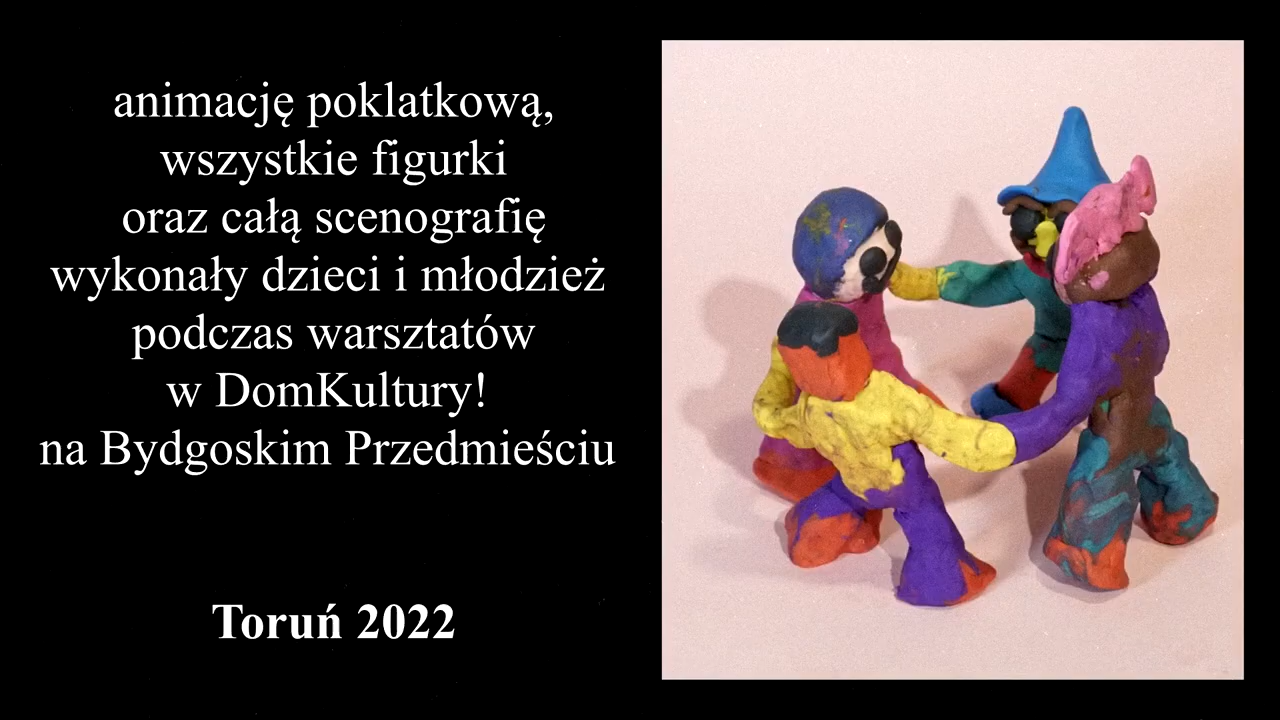 animację poklatkową,
wszystkie figurki
oraz całą scenografię
wykonały dzieci i młodzież
podczas warsztatów
w DomKultury!
na Bydgoskim Przedmieściu
Toruń 2022